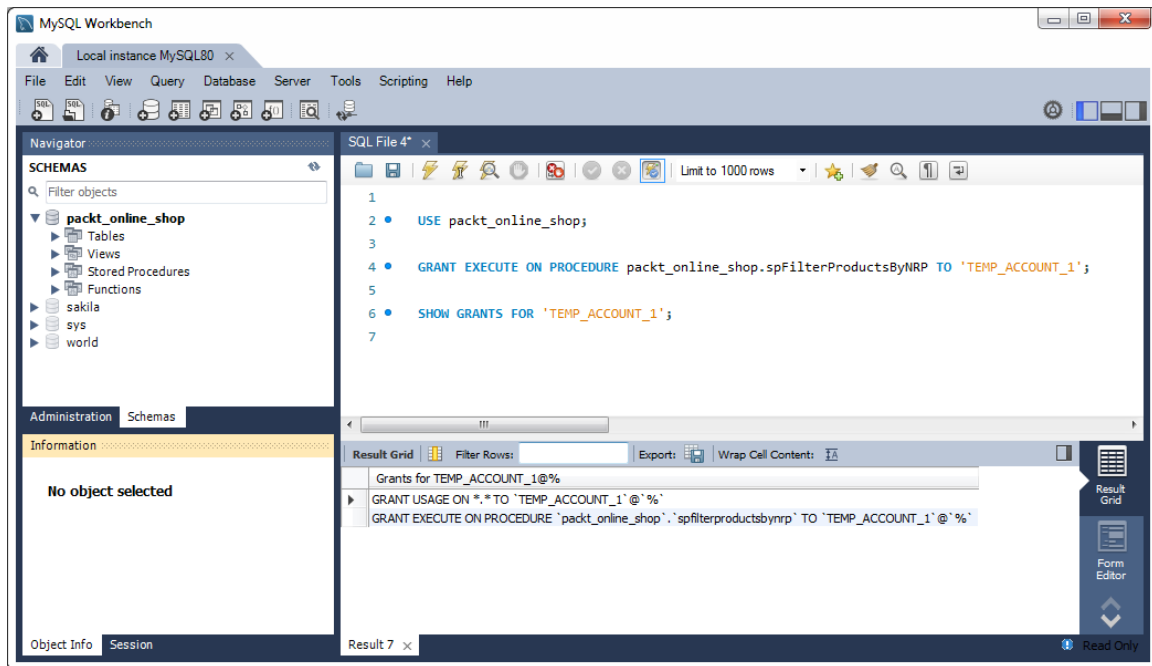 MySQL Workbench
Local instance MySQL80
File Edit View Query Database Server Tools Scripting Help
Navigator
SCHEMAS
Filter objects
packt_online_shop
Tables
Views
Stored Procedures
Functions
sakila
sys
world
Administration Schemas
Information
No object selected
Object Info Session
SQL File 4*
Limit to 1000 rows
1
2 USE packt_online_shop;
3
4 GRANT EXECUTE ON PROCEDURE packt_online_shop.spFilterProductsByNRP TO 'TEMP_ACCOUNT_1';
5
6 SHOW GRANTS FOR 'TEMP_ACCOUNT_1';
7
Result Grid Filter Rows: Export: Wrap Cell Content: IA
Grants for TEMP_ACCOUNT_1@%
GRANT USAGE ON *.* TO `TEMP_ACCOUNT_1`@`%`
GRANT EXECUTE ON PROCEDURE `packt_online_shop`.`spfilterproductsbynrp` TO `TEMP_ACCOUNT_1`@`%`
Result
Grid
Form
Editor
Result 7
Read Only